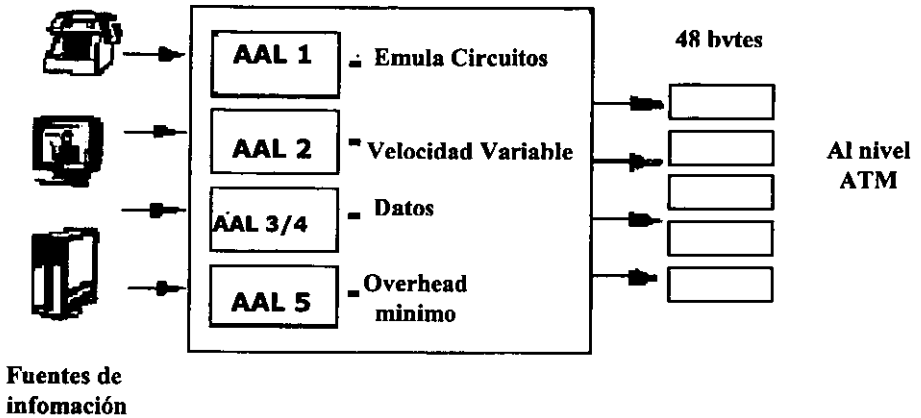 AAL 1 - Emula Circuitos
AAL 2 - Velocidad Variable
AAL 3/4 - Datos
AAL 5 - Overhead
minimo
48 bytes
Al nivel
ATM
Fuentes de
infomación